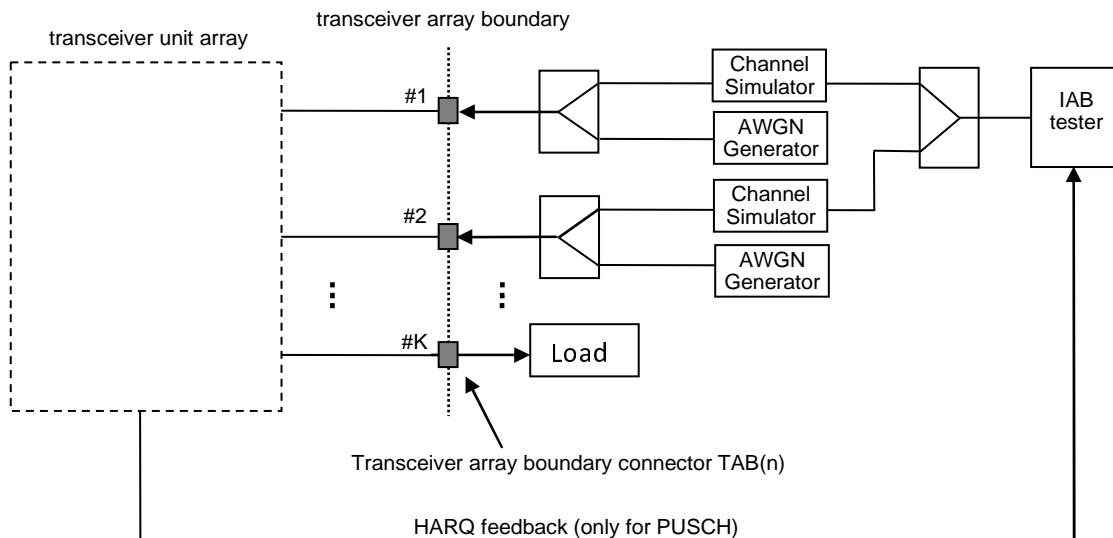 transceiver array boundary
transceiver unit array
#1
Channel
Simulator
AWGN
Generator
IAB
tester
#2
Channel
Simulator
AWGN
Generator
#K
Load
Transceiver array boundary connector TAB(n)
HARQ feedback (only for PUSCH)